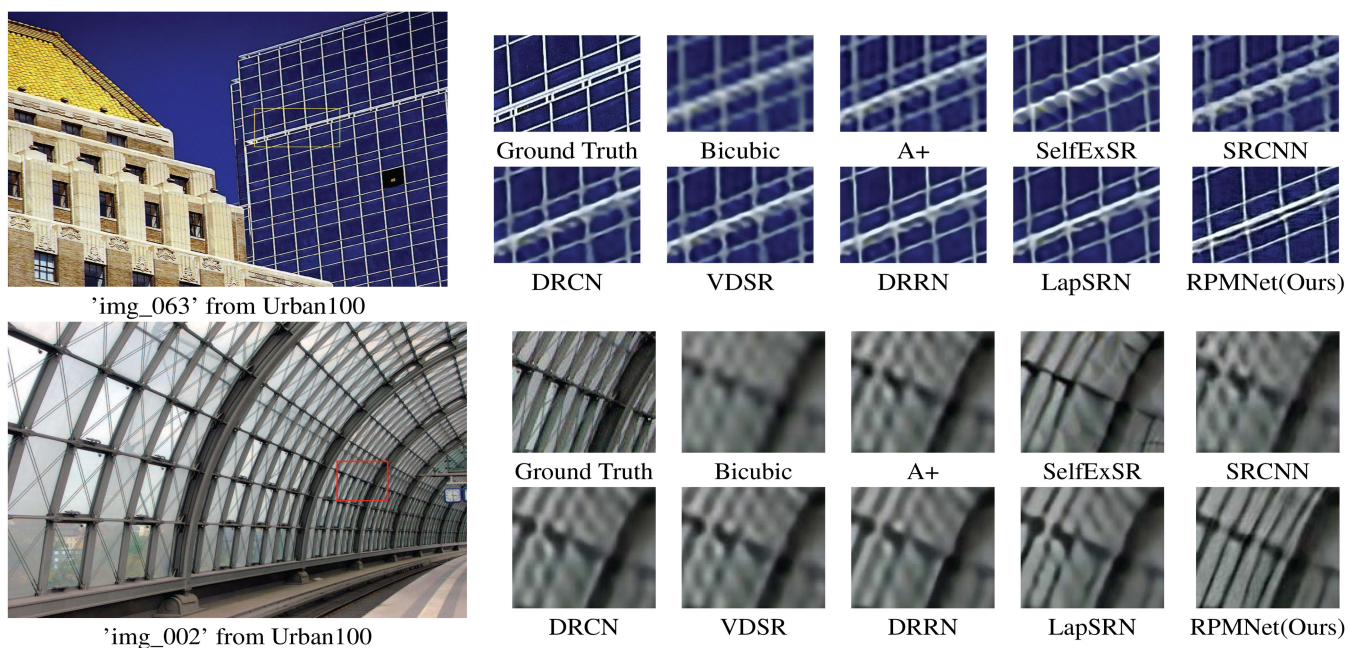 Ground Truth Bicubic A+ SelfExSR SRCNN
DRCN VDSR DRRN LapSRN RPMNet(Ours)
’img_063’ from Urban100
Ground Truth Bicubic A+ SelfExSR SRCNN
DRCN VDSR DRRN LapSRN RPMNet(Ours)
’img_002’ from Urban100